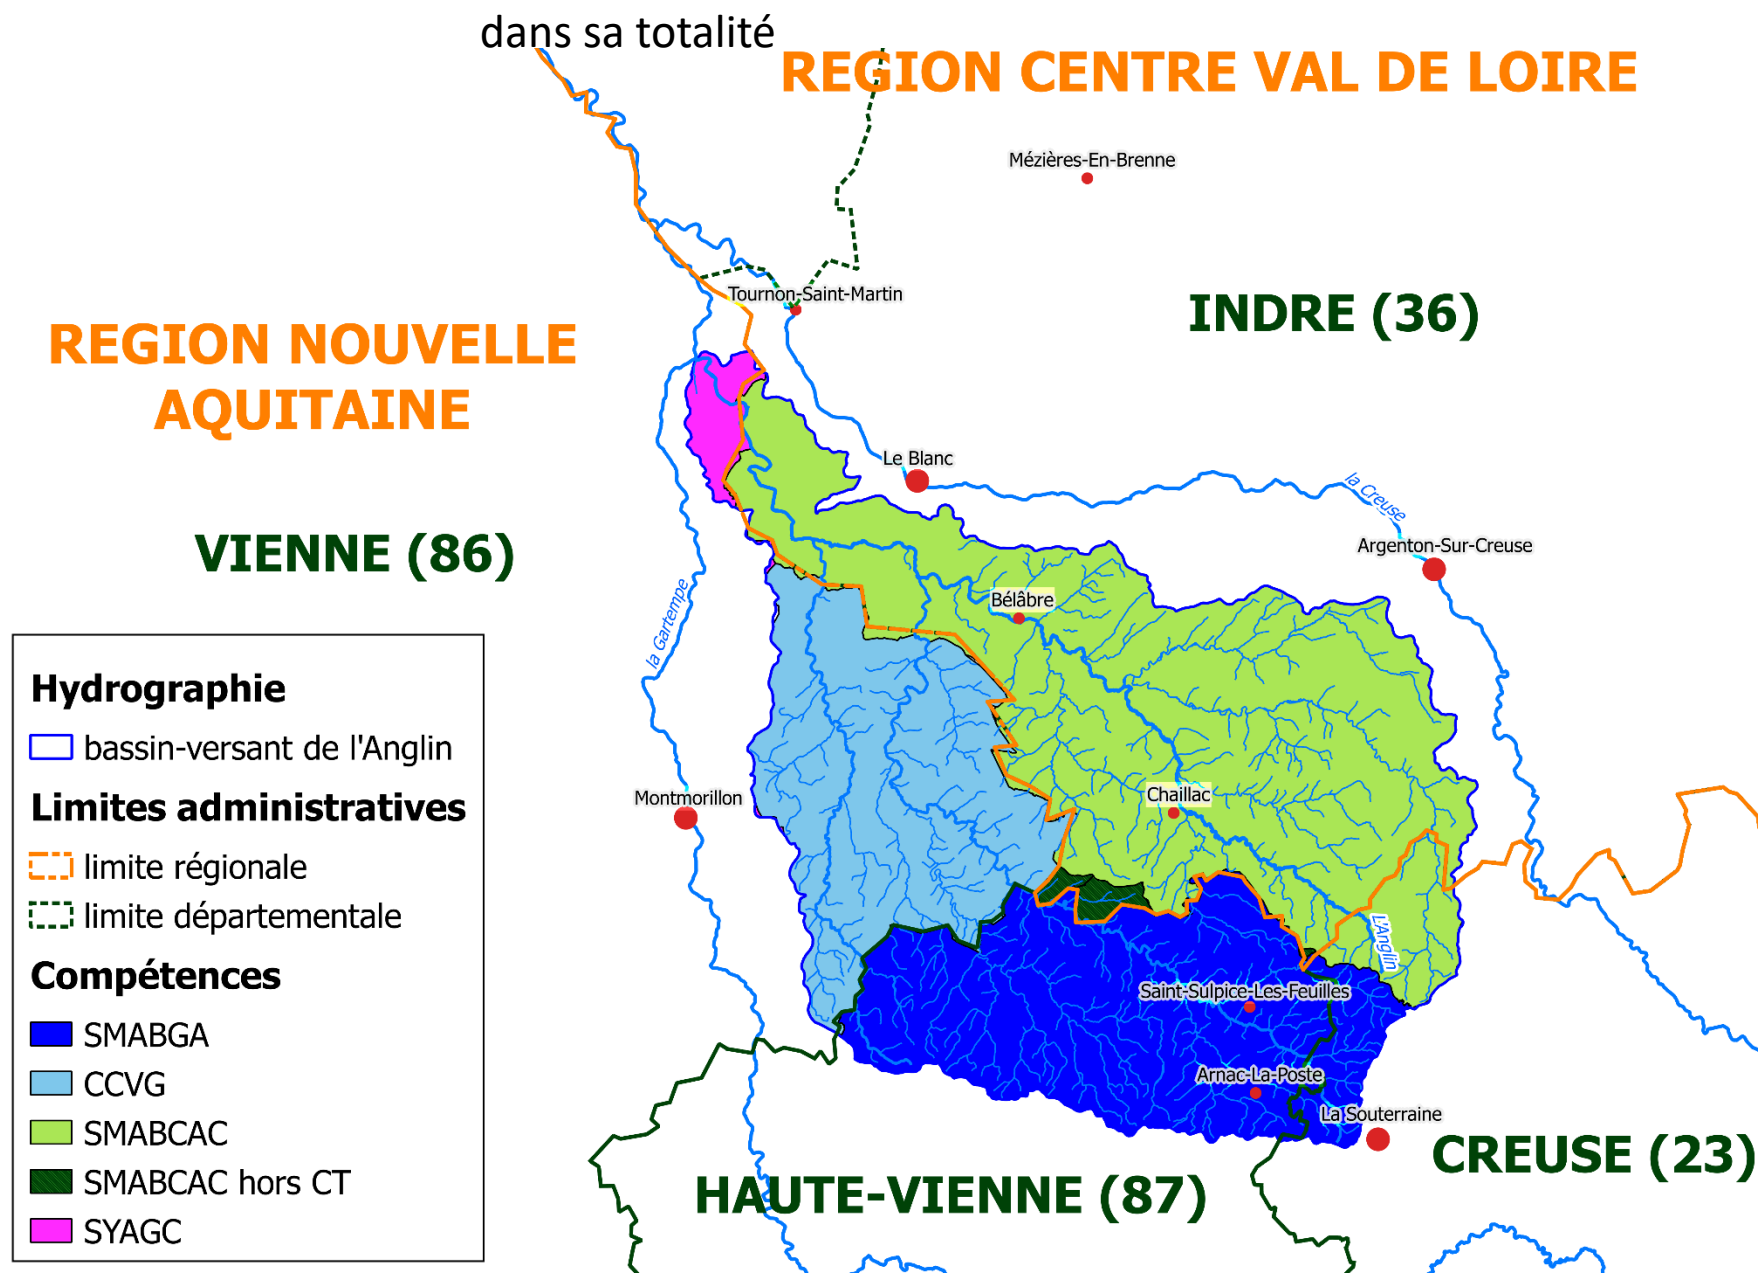 dans sa totalité
REGION CENTRE VAL DE LOIRE
Mézières-En-Brenne
Tournon-Saint-Martin
INDRE (36)
REGION NOUVELLE
AQUITAINE
Le Blanc
la Creuse
VIENNE (86)
Argenton-Sur-Creuse
Bélâbre
la Gartempe
Montmorillon
Chaillac
L'Anglin
Saint-Sulpice-Les-Feuilles
Arnac-La-Poste
La Souterraine
CREUSE (23)
HAUTE-VIENNE (87)
Hydrographie
bassin-versant de l'Anglin
Limites administratives
limite régionale
limite départementale
Compétences
SMABGA
CCVG
SMABCAC
SMABCAC hors CT
SYAGC